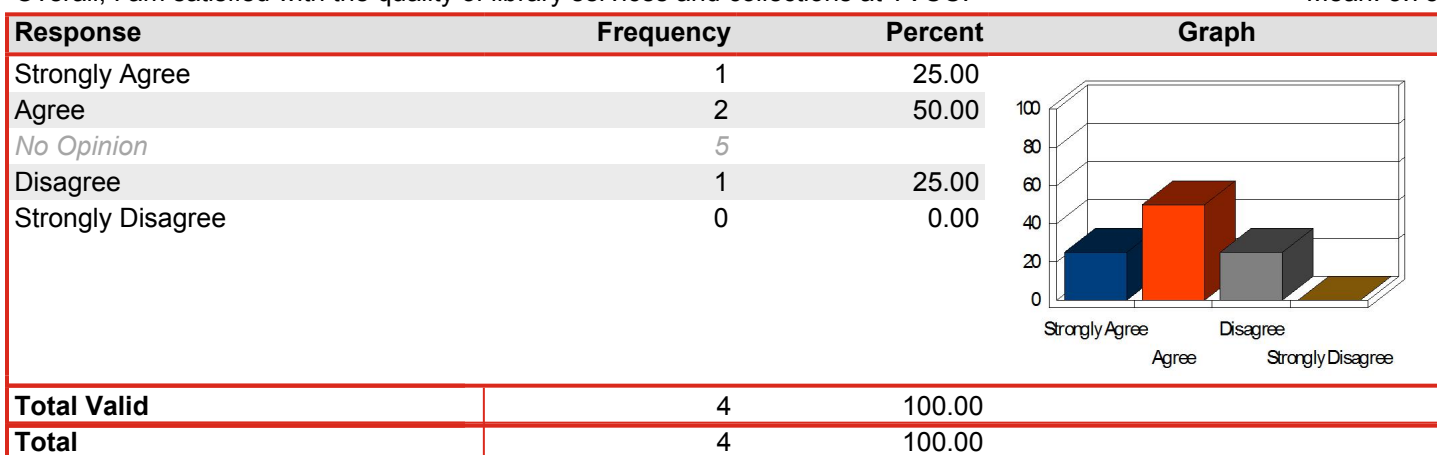 Response Frequency Percent Graph
Strongly Agree 1 25.00
Agree 2 50.00
No Opinion 5
Disagree 1 25.00
Strongly Disagree 0 0.00
100
80
60
40
20
0
Strongly Agree Disagree
Agree Strongly Disagree
Total Valid 4 100.00
Total 4 100.00